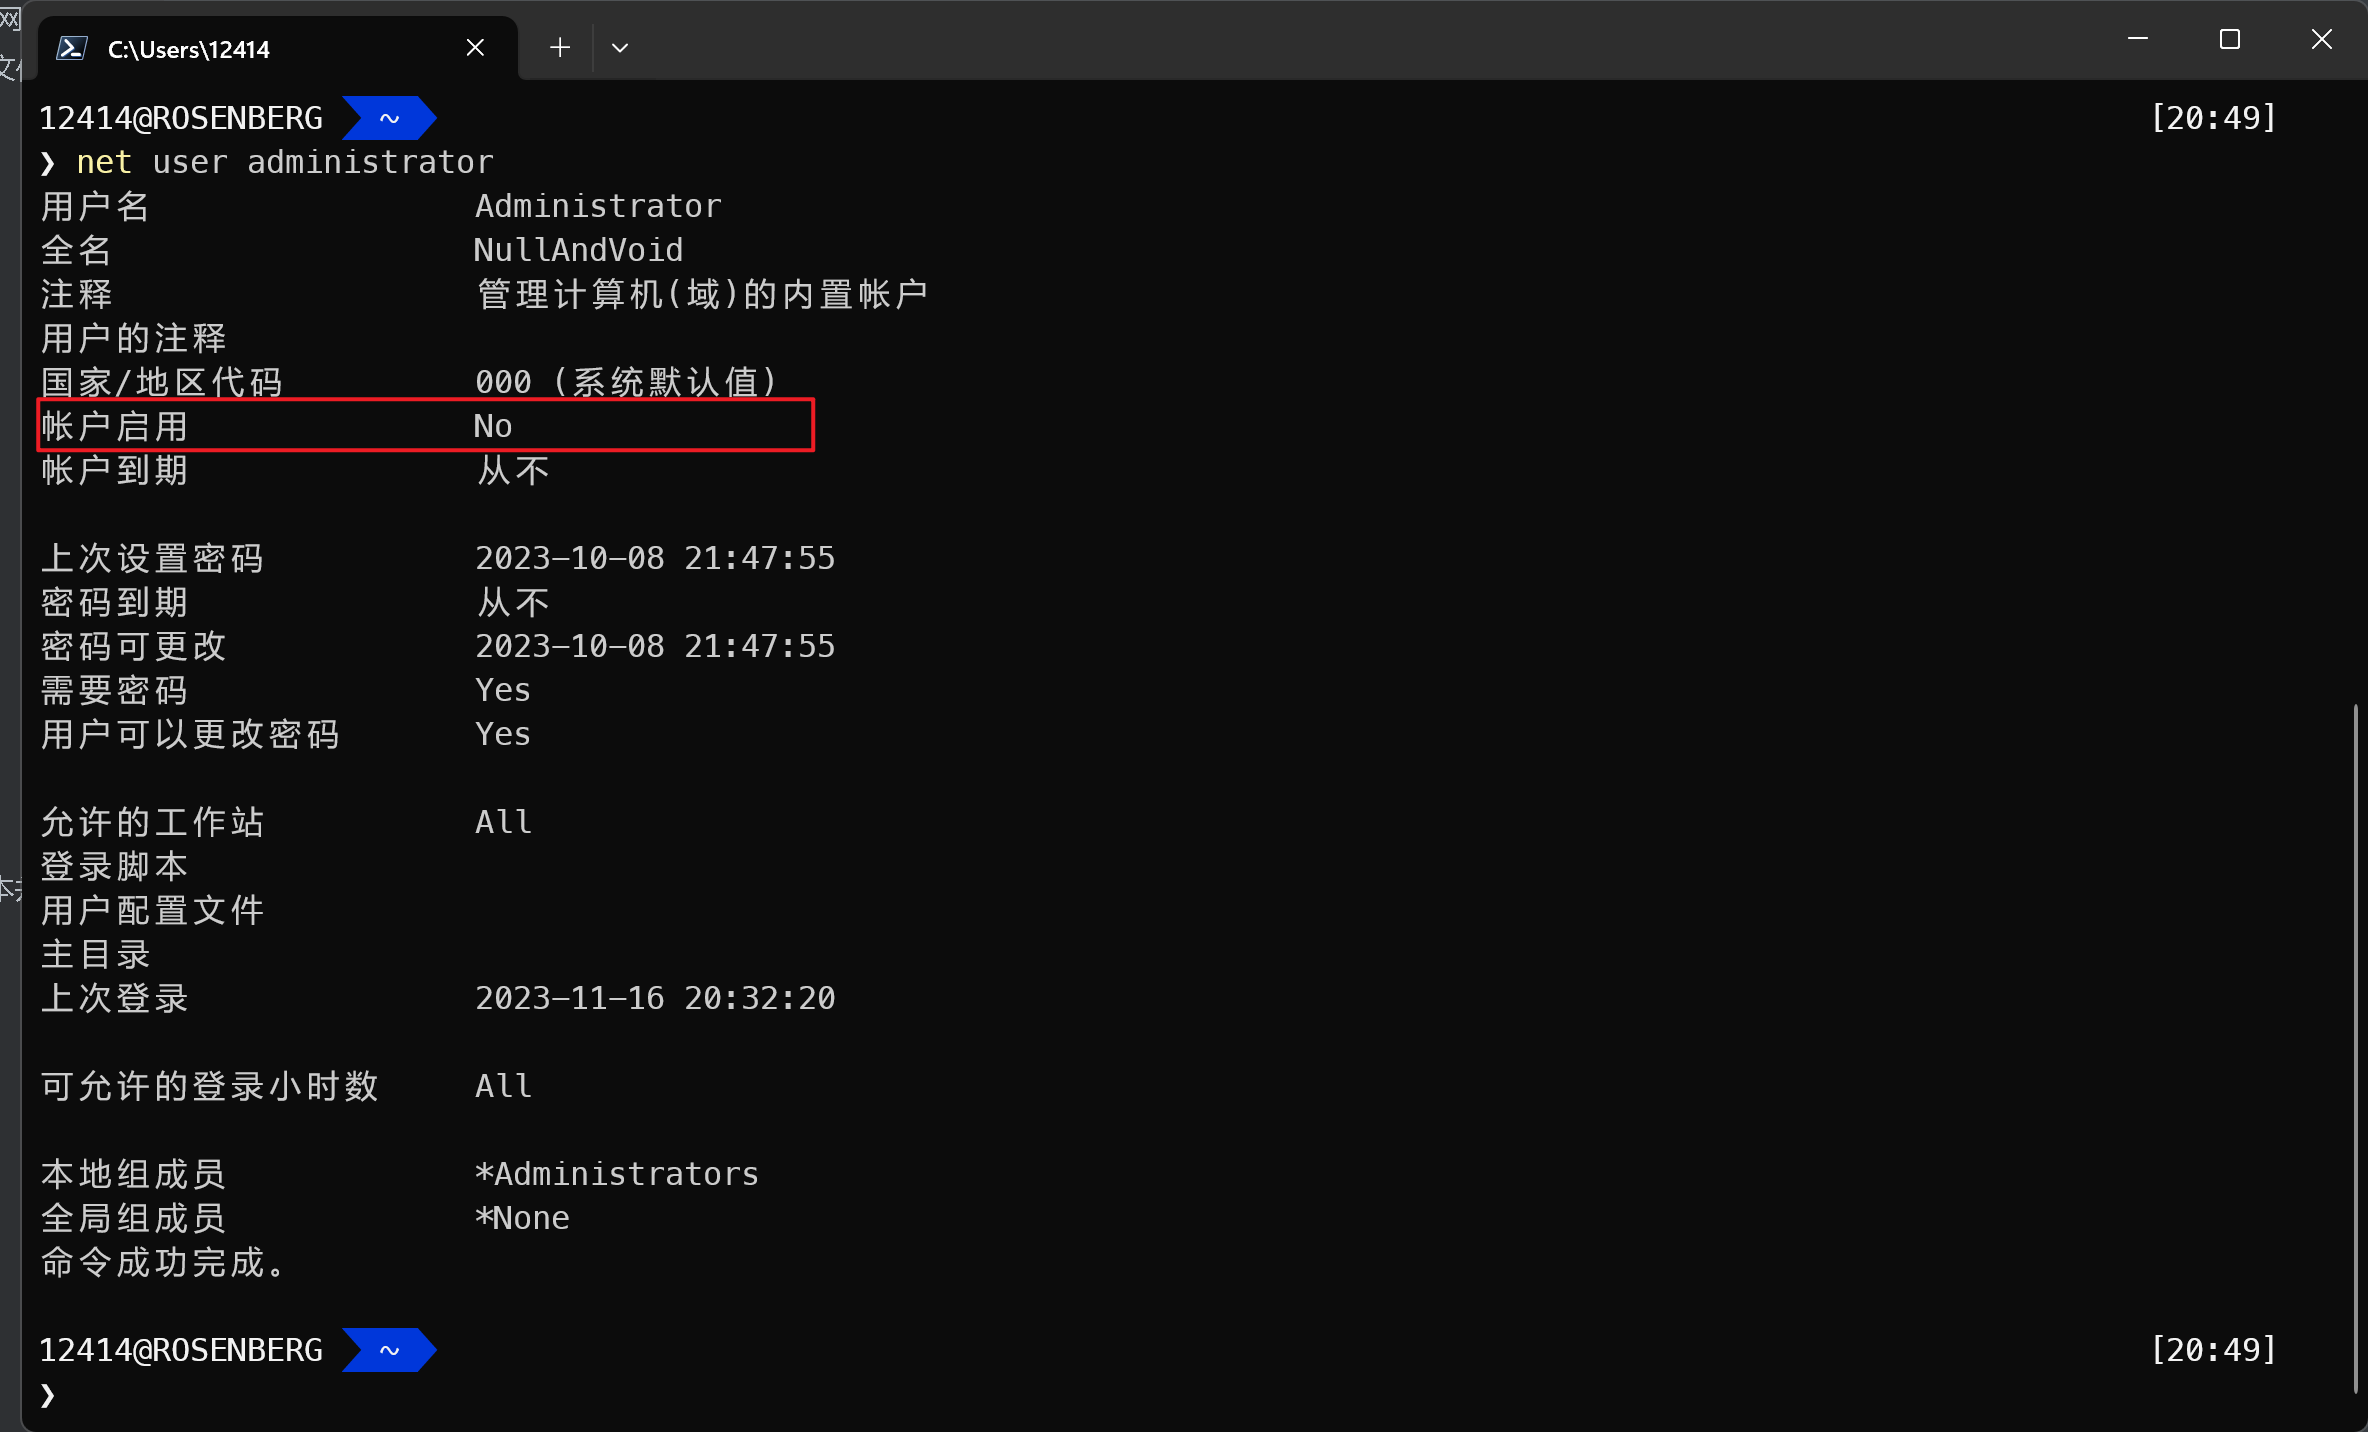 C:\Users\12414
12414@ROSENBERG ~ [20:49]
❯ net user administrator
用户名 Administrator
全名 NullAndVoid
注释 管理计算机(域)的内置帐户
用户的注释
国家/地区代码 000 (系统默认值)
帐户启用 No
帐户到期 从不
上次设置密码 2023-10-08 21:47:55
密码到期 从不
密码可更改 2023-10-08 21:47:55
需要密码 Yes
用户可以更改密码 Yes
允许的工作站 All
登录脚本
用户配置文件
主目录
上次登录 2023-11-16 20:32:20
可允许的登录小时数 All
本地组成员 *Administrators
全局组成员 *None
命令成功完成。
12414@ROSENBERG ~ [20:49]
❯